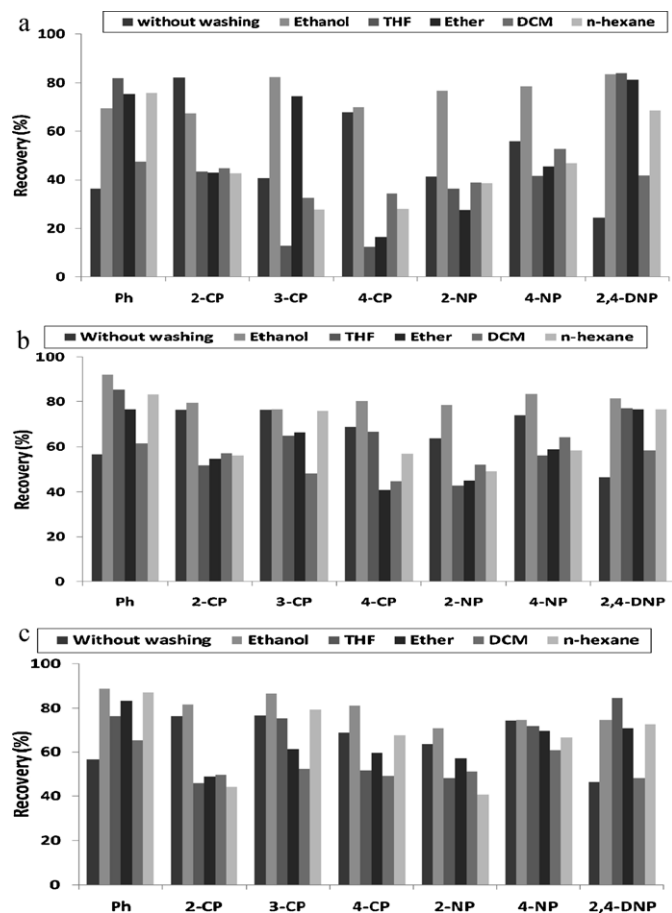 a
without washing Ethanol THF Ether DCM n-hexane
100
80
60
40
20
0
Recovery (%)
Ph 2-CP 3-CP 4-CP 2-NP 4-NP 2,4-DNP
b
Without washing Ethanol THF Ether DCM n-hexane
100
80
60
40
20
0
Recovery (%)
Ph 2-CP 3-CP 4-CP 2-NP 4-NP 2,4-DNP
c
Without washing Ethanol THF Ether DCM n-hexane
100
80
60
40
20
0
Recovery (%)
Ph 2-CP 3-CP 4-CP 2-NP 4-NP 2,4-DNP